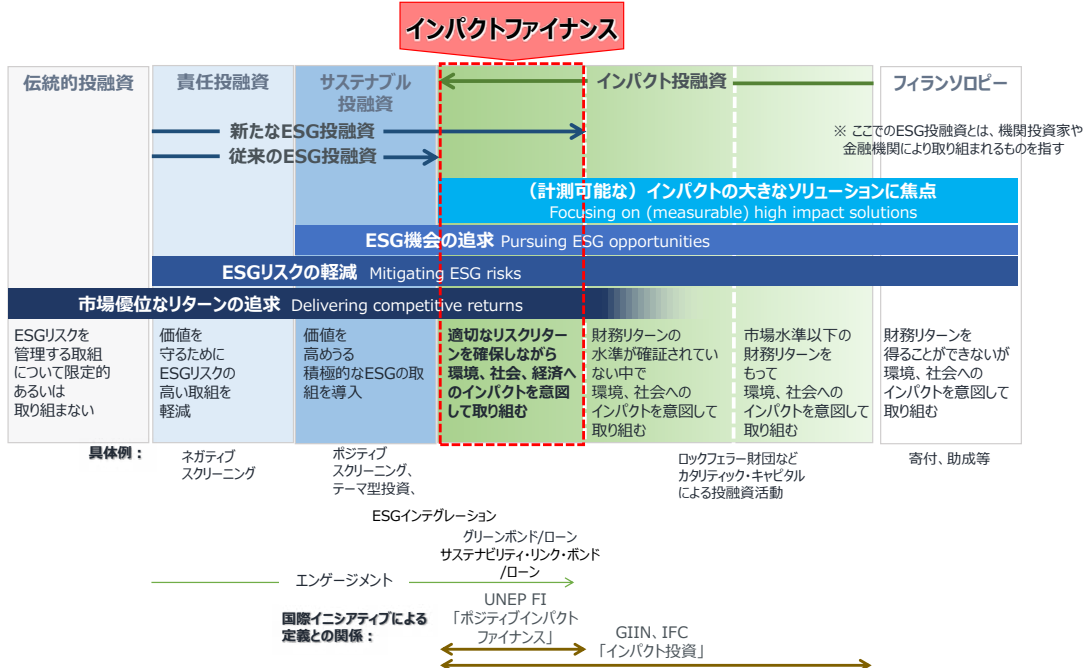 インパクトファイナンス
伝統的投融資
責任投融資
サステナブル
投融資
インパクト投融資
フィランソロピー
新たなESG投融資
従来のESG投融資
※ ここでのESG投融資とは、機関投資家や
金融機関により取り組まれるものを指す
（計測可能な）インパクトの大きなソリューションに焦点
Focusing on (measurable) high impact solutions
ESG機会の追求 Pursuing ESG opportunities
ESGリスクの軽減 Mitigating ESG risks
市場優位なリターンの追求 Delivering competitive returns
ESGリスクを
管理する取組
について限定的
あるいは
取り組まない
価値を
守るために
ESGリスクの
高い取組を
軽減
価値を
高めうる
積極的なESGの取
組を導入
適切なリスクリター
ンを確保しながら
環境、社会、経済へ
のインパクトを意図
して取り組む
財務リターンの
水準が確証されてい
ない中で
環境、社会への
インパクトを意図して
取り組む
市場水準以下の
財務リターンを
もって
環境、社会への
インパクトを意図して
取り組む
財務リターンを
得ることができないが
環境、社会への
インパクトを意図して
取り組む
具体例：
ネガティブ
スクリーニング
ポジティブ
スクリーニング、
テーマ型投資、
ロックフェラー財団など
カタリティック・キャピタル
による投融資活動
寄付、助成等
ESGインテグレーション
グリーンボンド/ローン
サステナビリティ・リンク・ボンド
/ローン
エンゲージメント
国際イニシアティブによる
定義との関係：
UNEP FI
「ポジティブインパクト
ファイナンス」
GIIN、IFC
「インパクト投資」